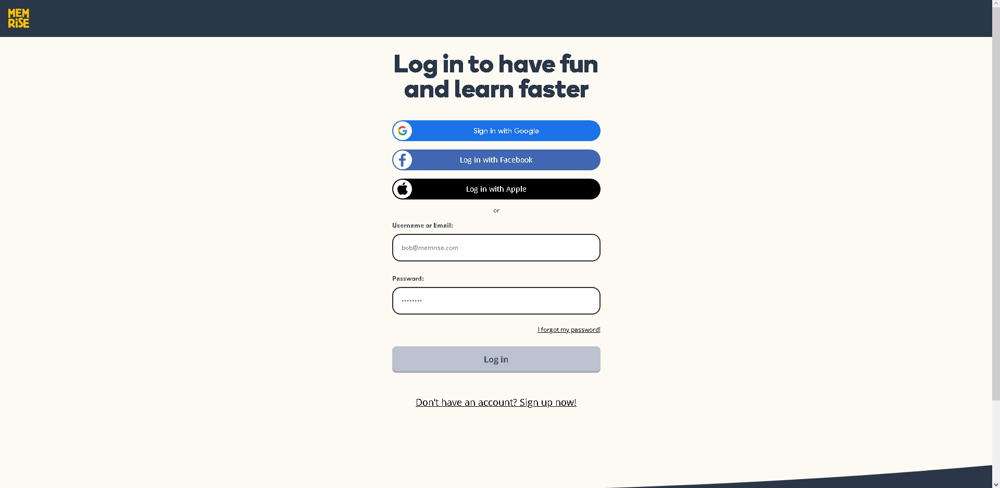 MEM
RiSE
Log in to have fun
and learn faster
Sign in with Google
Log in with Facebook
Log in with Apple
or
Username or Email:
bob@memrise.com
Password:
••••••••
I forgot my password!
Log in
Don't have an account? Sign up now!